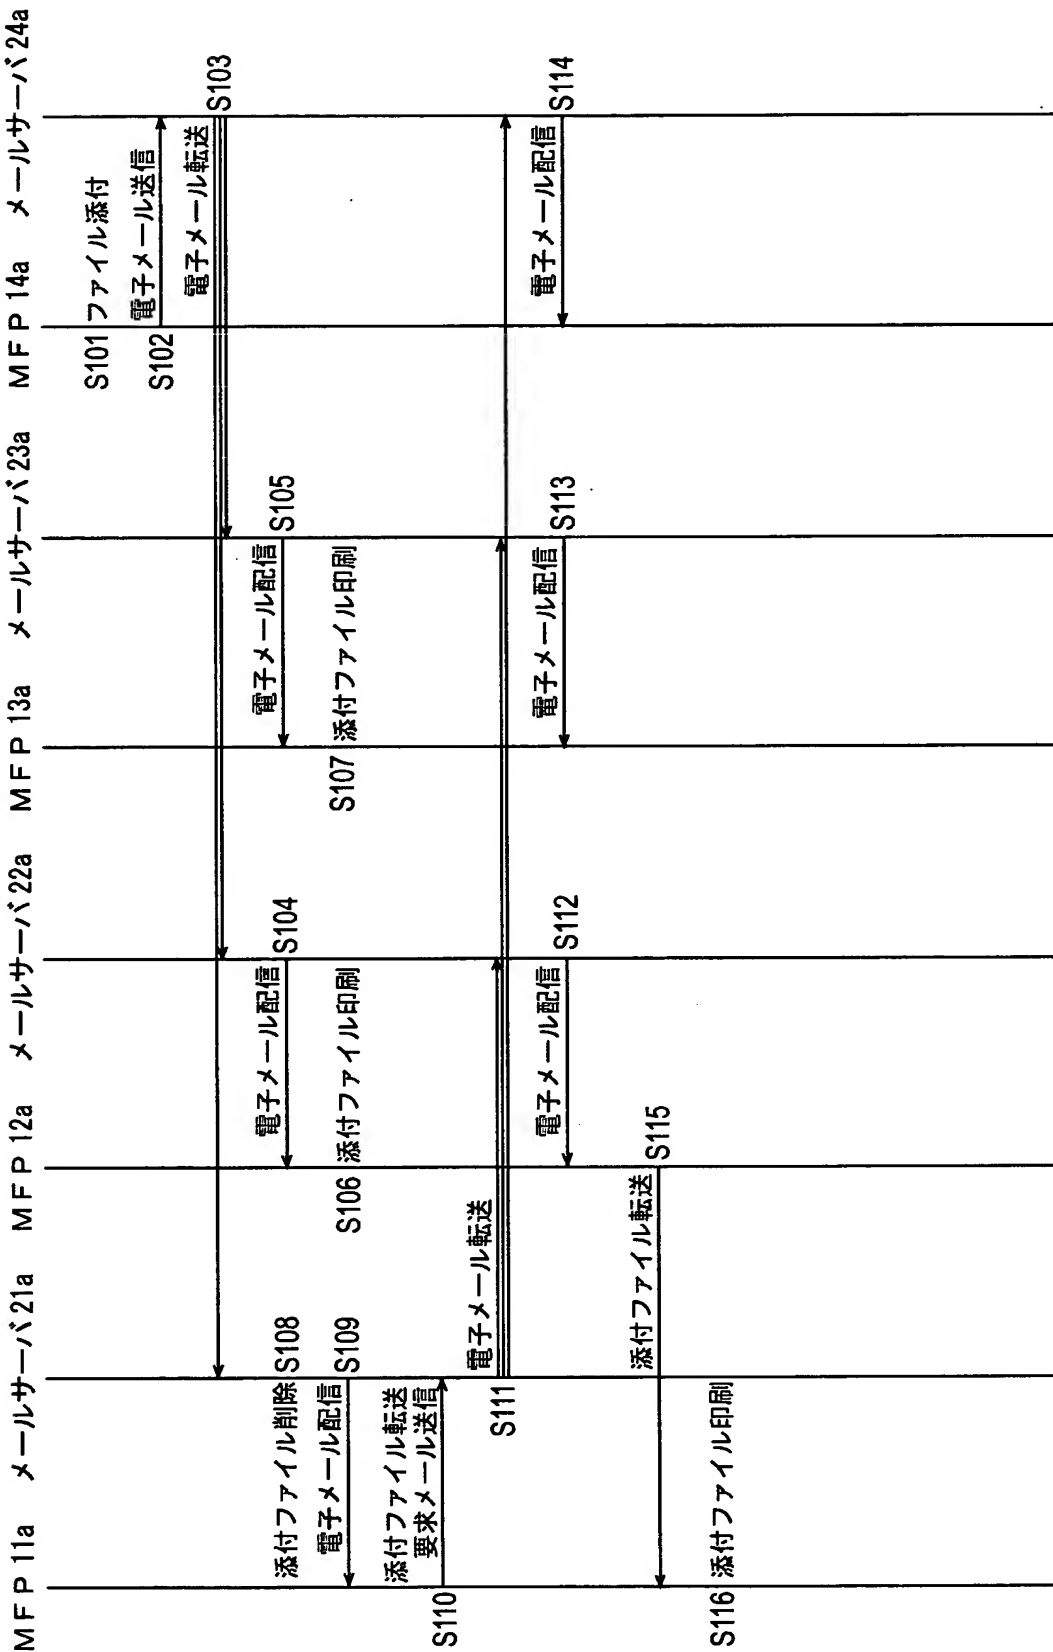 MFP 11a メールサーバ21a MFP 12a メールサーバ22a MFP 13a メールサーバ23a MFP 14a メールサーバ24a
S101 ファイル添付
電子メール送信
S102
電子メール転送
S103
電子メール配信
S105
電子メール配信
S104
添付ファイル削除 S108
S107 添付ファイル印刷
S106 添付ファイル印刷
電子メール配信 S109
添付ファイル転送
要求メール送信
S110
電子メール転送
S111
電子メール配信
S112
電子メール配信
S113
電子メール配信
S114
添付ファイル転送
S115
S116 添付ファイル印刷